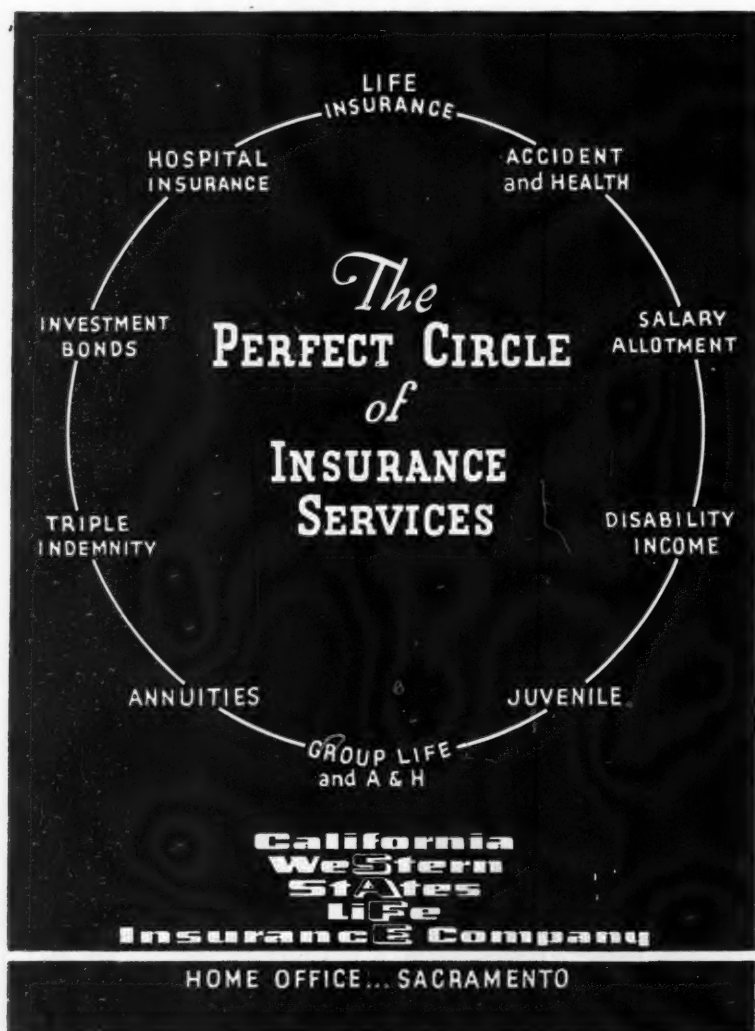 LIFE
INSURANCE
HOSPITAL
INSURANCE
ACCIDENT
and HEALTH
INVESTMENT
BONDS
SALARY
ALLOTMENT
The
PERFECT CIRCLE
of
INSURANCE
SERVICES
TRIPLE
INDEMNITY
DISABILITY
INCOME
ANNUITIES
JUVENILE
GROUP LIFE
and A & H
California
WeStern
StAtes
LiFe
InsurancE Company
HOME OFFICE... SACRAMENTO